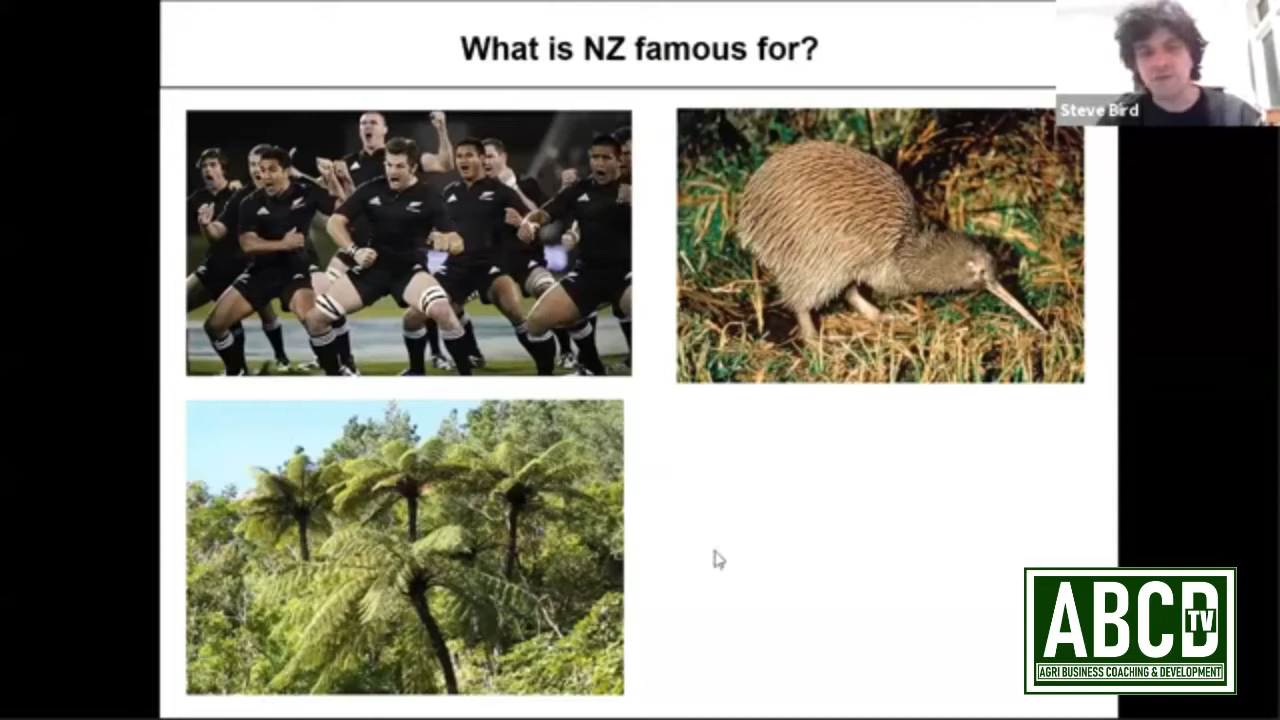 What is NZ famous for?
Steve Bird
ABCD
TV
AGRI BUSINESS COACHING & DEVELOPMENT